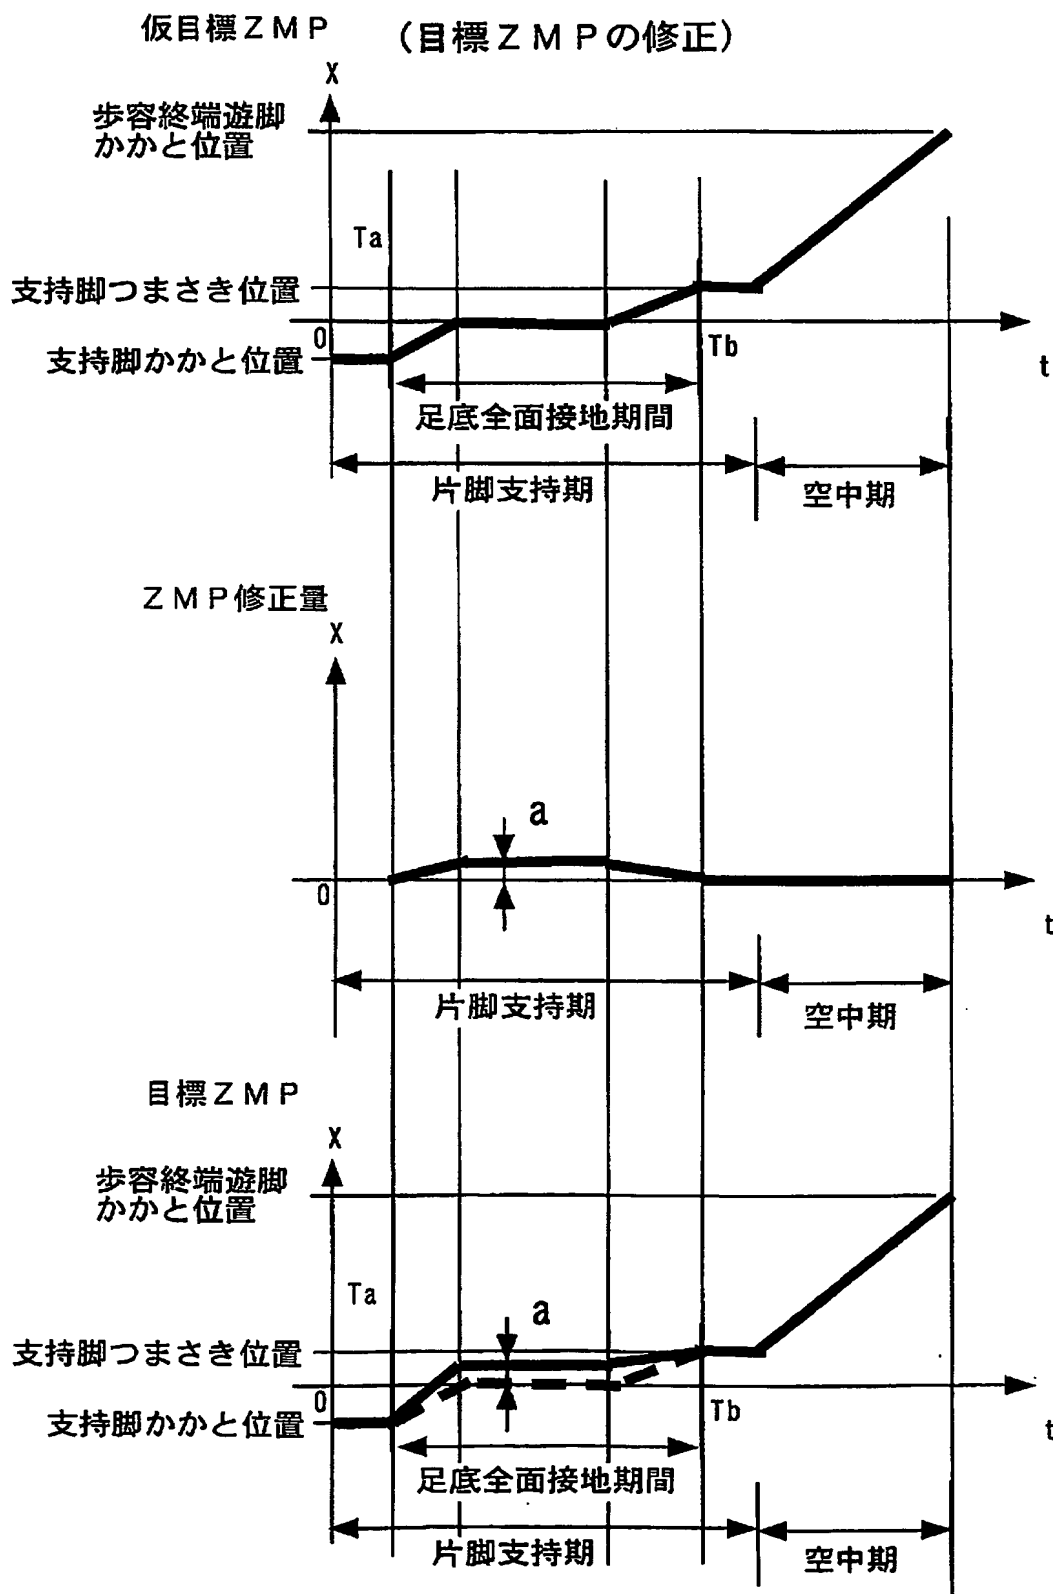 仮目標ZMP
(目標ZMPの修正)
X
歩容終端遊脚
かかと位置
Ta
支持脚つまさき位置
0
支持脚かかと位置
Tb
t
足底全面接地期間
片脚支持期
空中期
ZMP修正量
X
a
0
t
片脚支持期
空中期
目標ZMP
X
歩容終端遊脚
かかと位置
Ta
a
支持脚つまさき位置
0
支持脚かかと位置
Tb
t
足底全面接地期間
片脚支持期
空中期